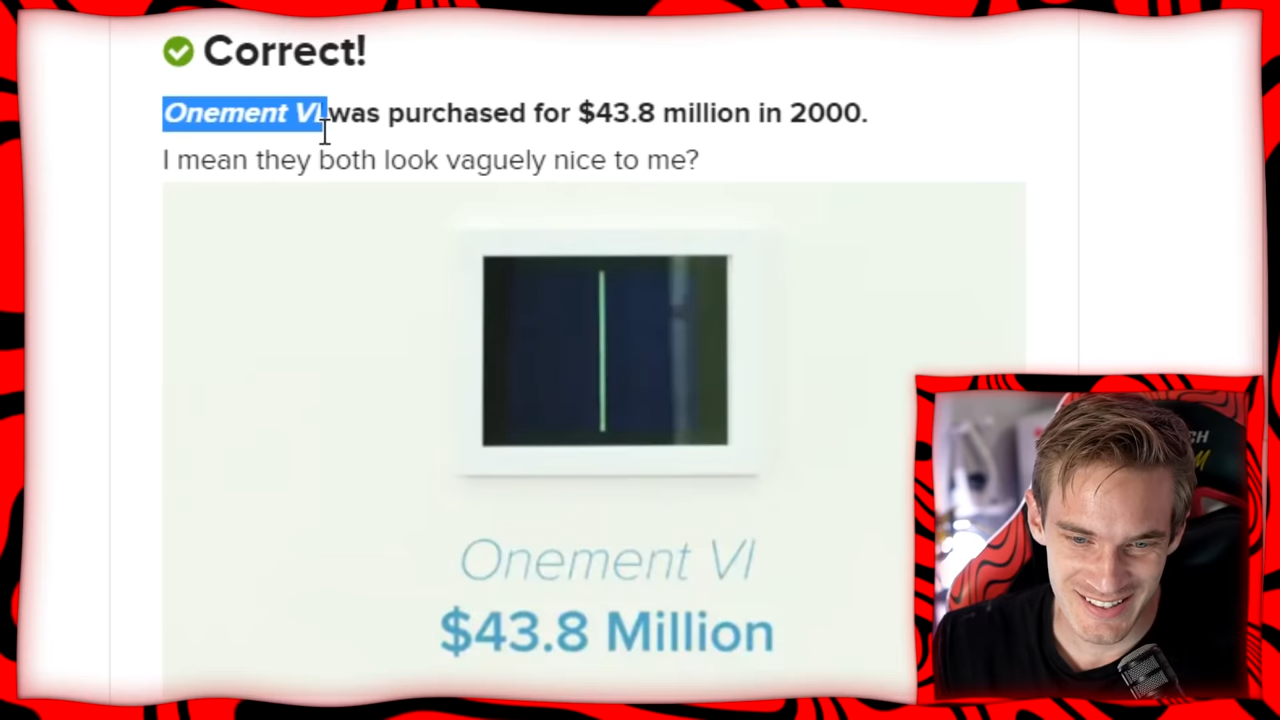 Correct!
Onement VI was purchased for $43.8 million in 2000.
I mean they both look vaguely nice to me?
Onement VI
$43.8 Million